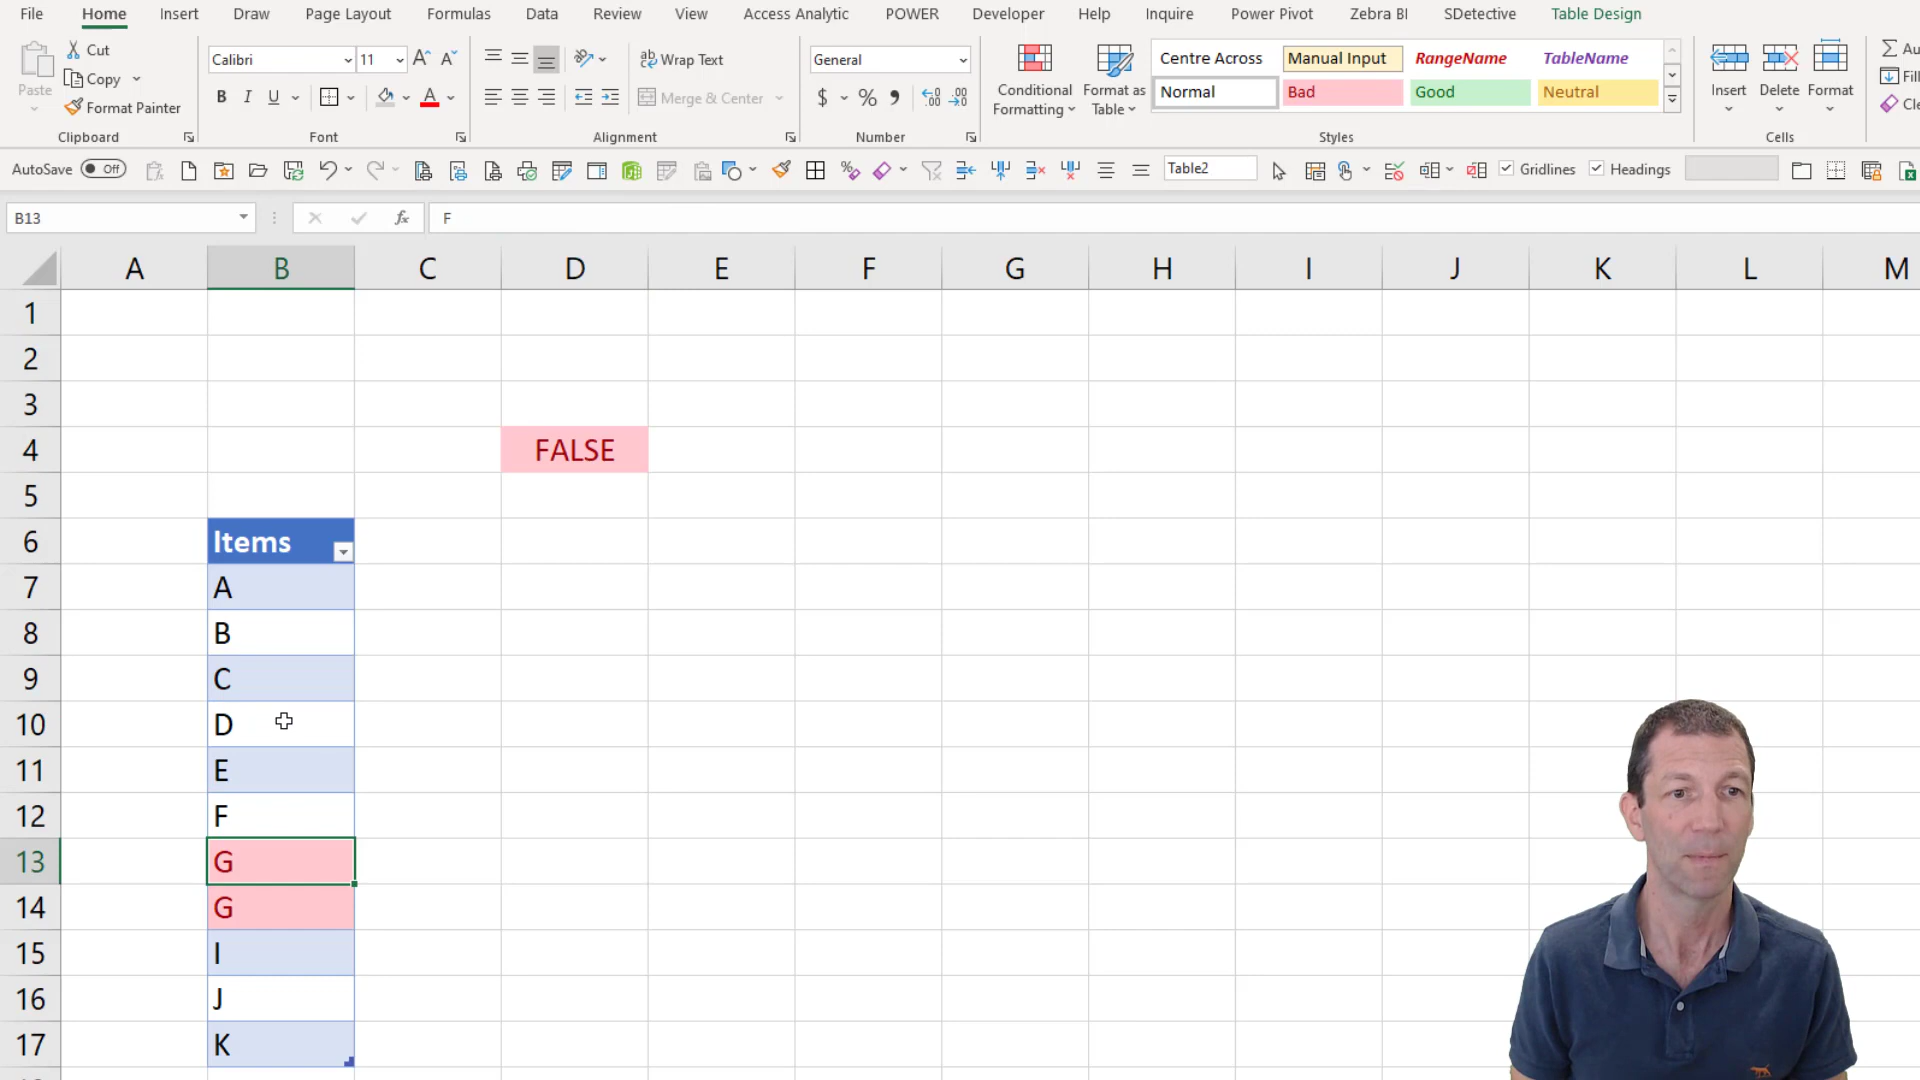 File Home Insert Draw Page Layout Formulas Data Review View Access Analytic POWER Developer Help Inquire Power Pivot Zebra BI SDetective Table Design
Paste Cut Copy Format Painter Clipboard
Calibri 11 B I U A Font
ab Wrap Text Merge & Center Alignment
General $ % Number
Conditional Formatting Format as Table
Centre Across Manual Input RangeName TableName
Normal Bad Good Neutral
Styles
Insert Delete Format Cells
AutoSave Off Table2 Gridlines Headings
B13 fx F
A B C D E F G H I J K L M
1
2
3
4 FALSE
5
6 Items
7 A
8 B
9 C
10 D
11 E
12 F
13 G
14 G
15 I
16 J
17 K